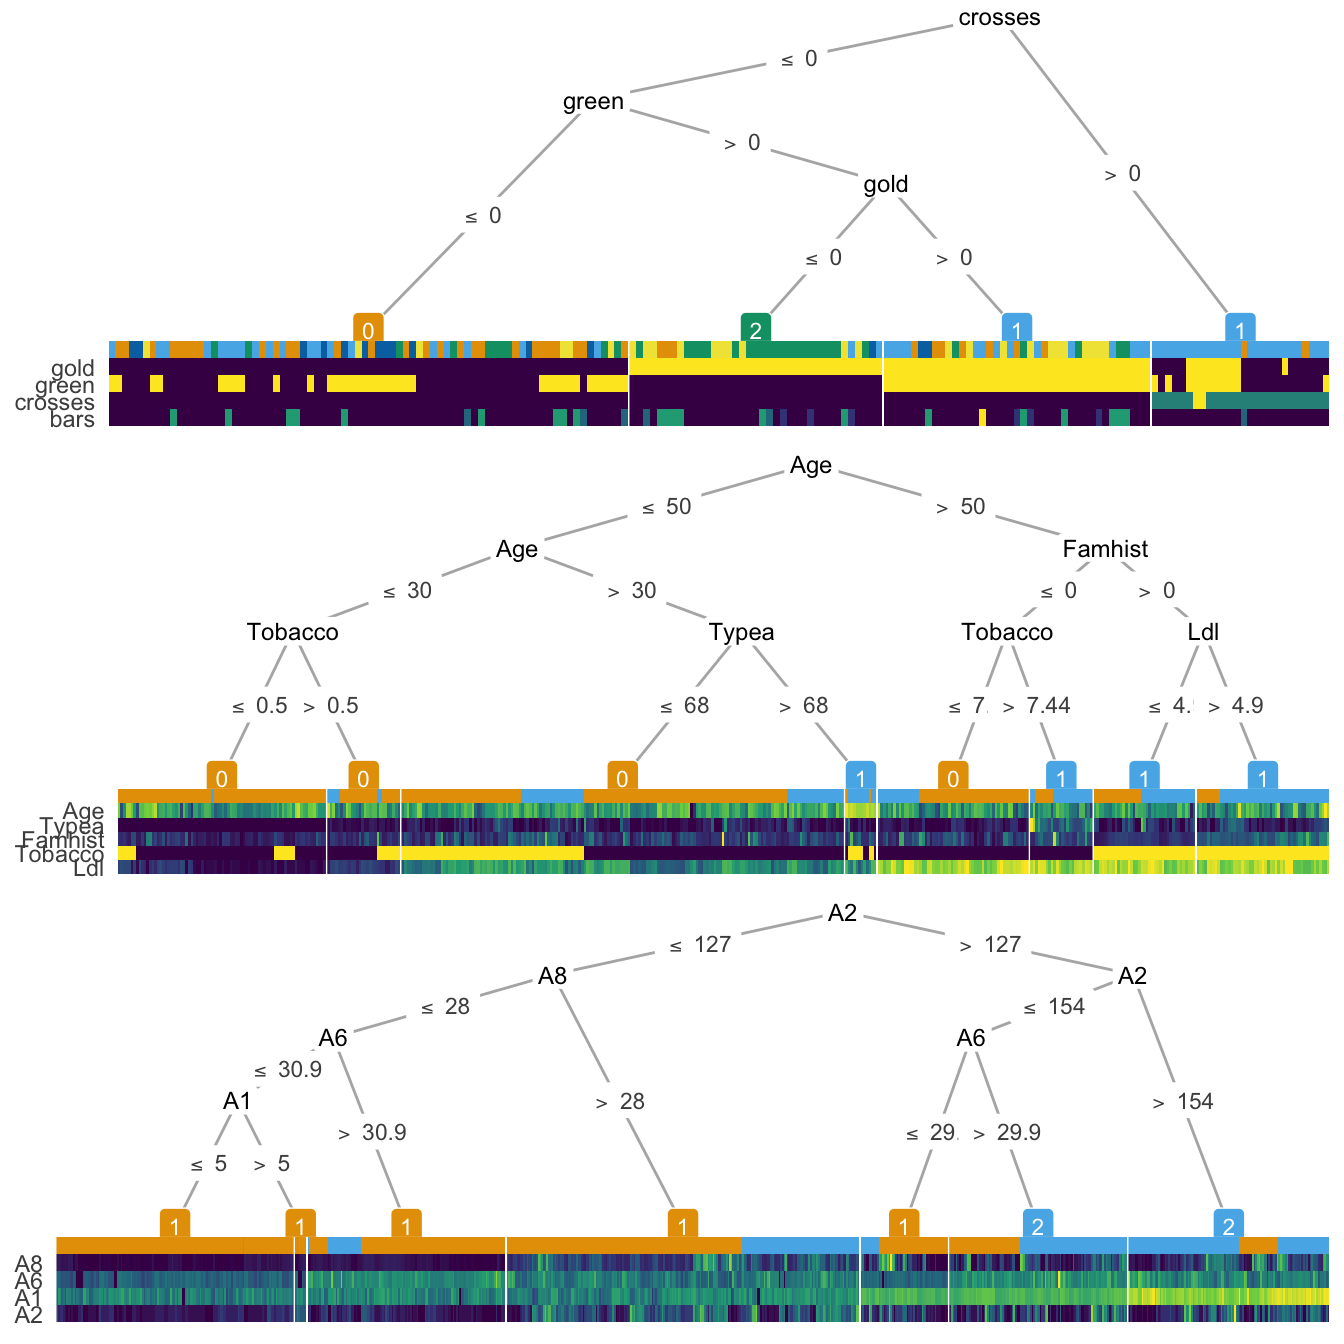 crosses
≤ 0
green
> 0
> 0
gold
≤ 0
≤ 0
> 0
0
2
1
1
gold
green
crosses
bars
Age
≤ 50
> 50
Age
Famhist
≤ 30
> 30
≤ 0
> 0
Tobacco
Typea
Tobacco
Ldl
≤ 0.5
> 0.5
≤ 68
> 68
≤ 7.
> 7.44
≤ 4.
> 4.9
0
0
0
1
0
1
1
1
Age
Typea
Famhist
Tobacco
Ldl
A2
≤ 127
> 127
A8
A2
≤ 28
≤ 154
A6
A6
≤ 30.9
A1
> 28
> 154
> 30.9
≤ 29.
> 29.9
≤ 5
> 5
1
1
1
1
1
2
2
A8
A6
A1
A2